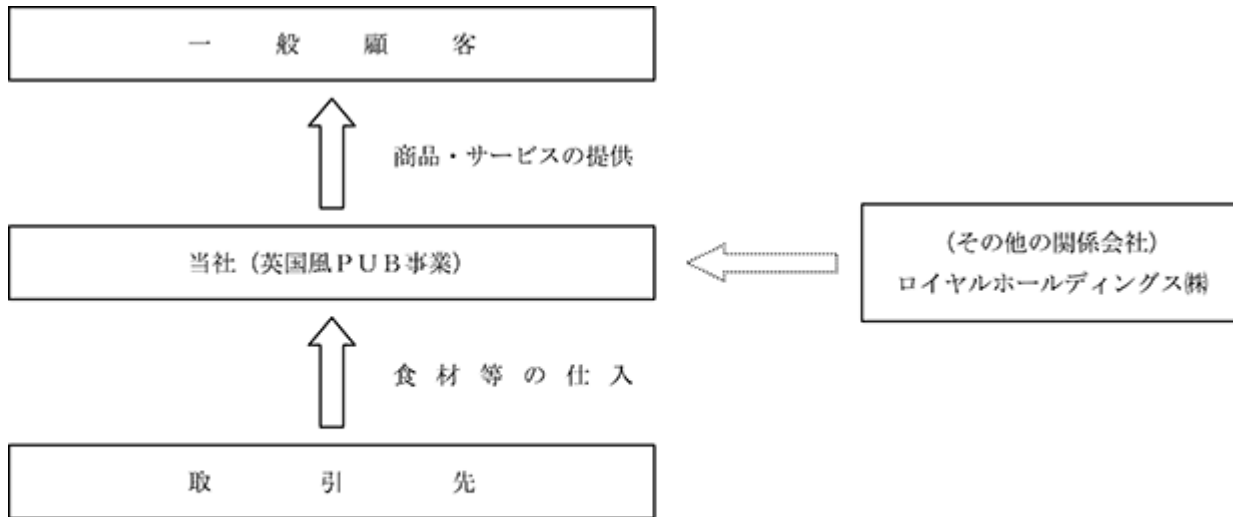 一般顧客
商品・サービスの提供
当社（英国風ＰＵＢ事業）
（その他の関係会社）
ロイヤルホールディングス㈱
食材等の仕入
取引先